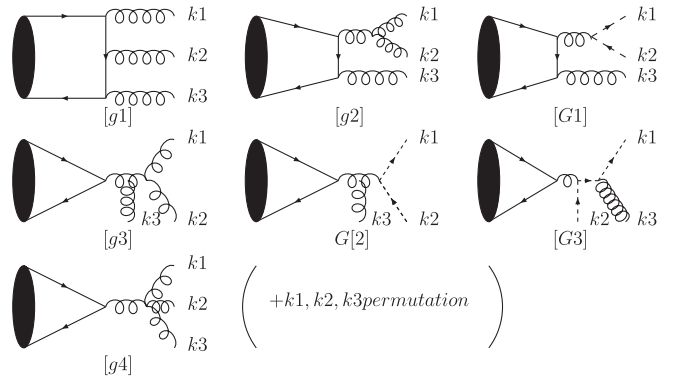 k1 k1 k1
k2 k2 k2
k3 k3 k3
[g1] [g2] [G1]
k1 k1 k1
k3 k2 k3 k2 k2 k3
[g3] G[2] [G3]
k1
k2
k3
[g4]
+k1, k2, k3permutation